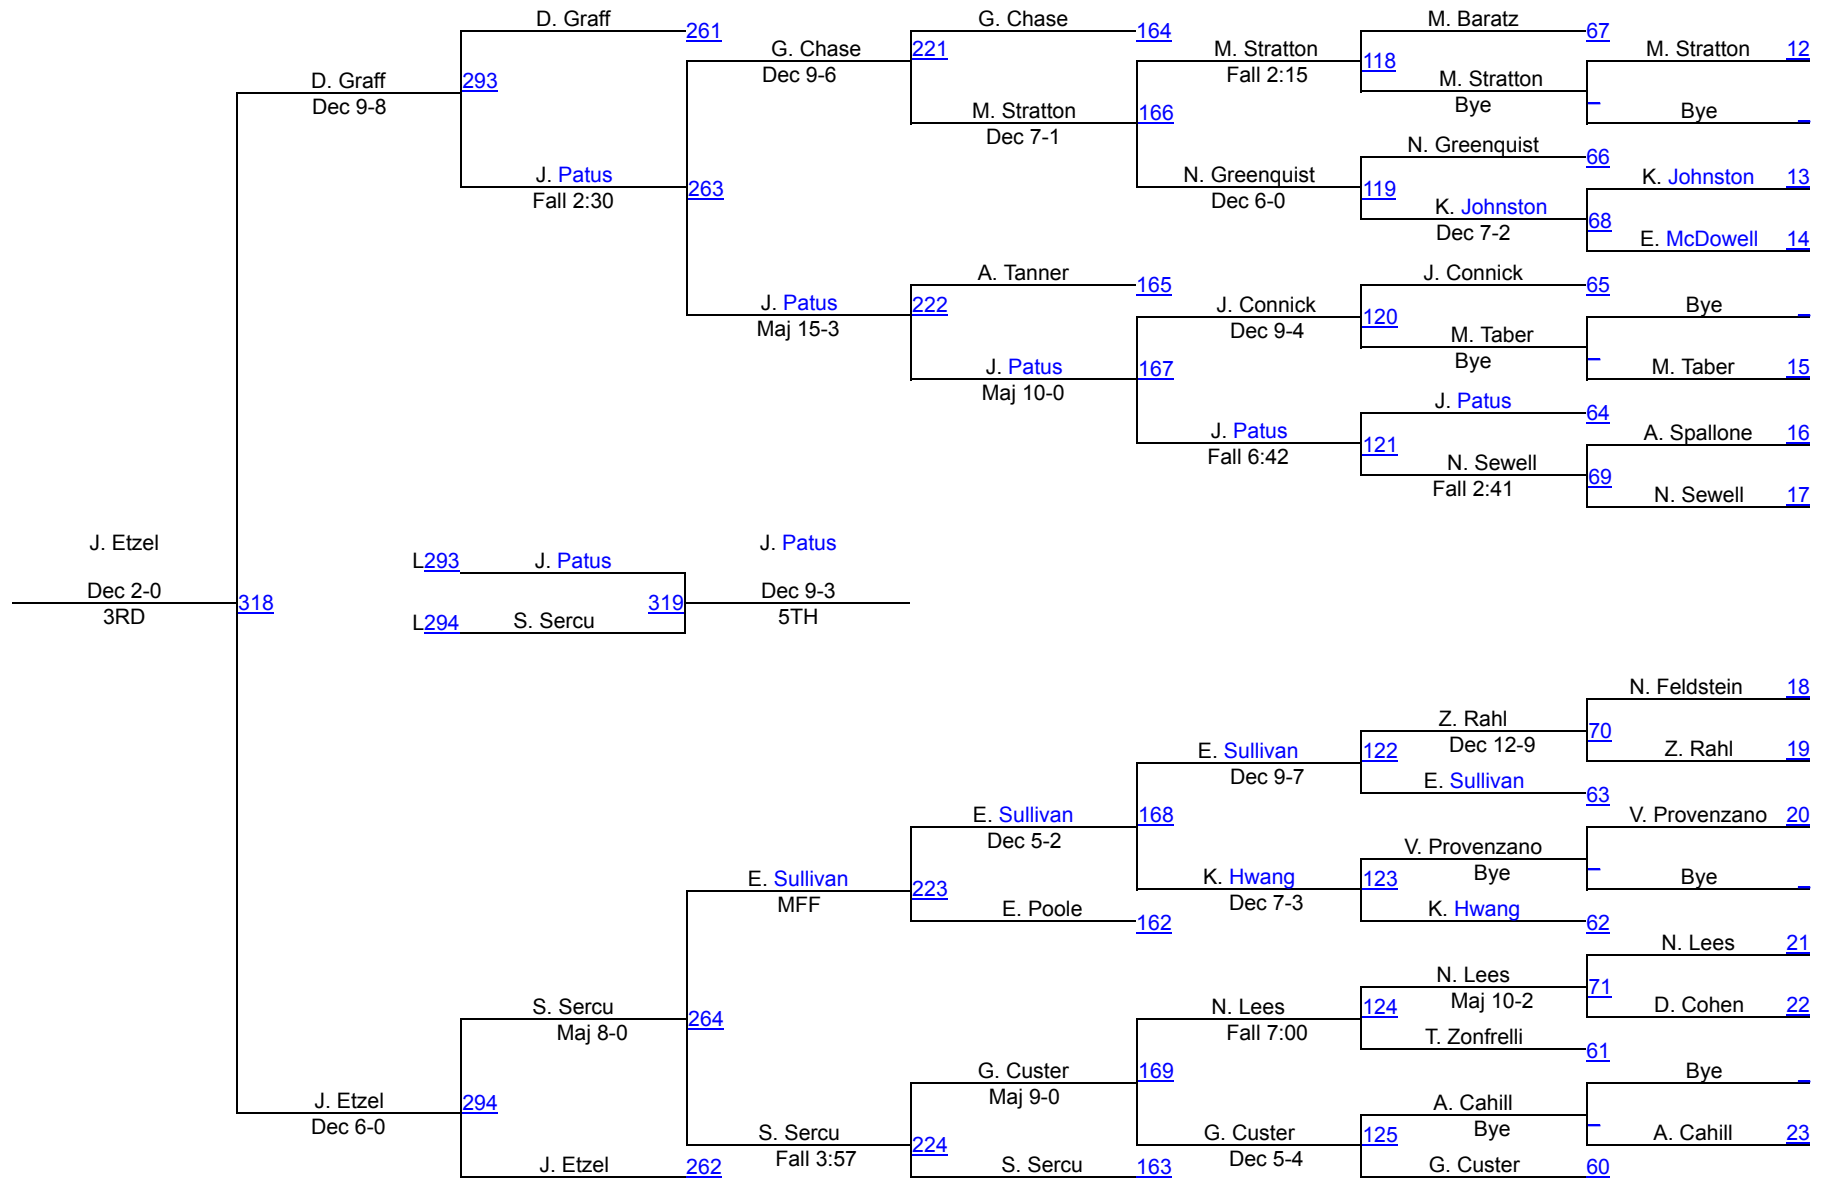 D. Graff
261
G. Chase
164
M. Baratz
67
G. Chase
221
M. Stratton
M. Stratton
12
Dec 9-6
Fall 2:15
118
D. Graff
293
M. Stratton
Dec 9-8
Bye
M. Stratton
166
Bye
Dec 7-1
N. Greenquist
66
J. Patus
263
N. Greenquist
119
K. Johnston
13
Fall 2:30
Dec 6-0
K. Johnston
68
Dec 7-2
E. McDowell
14
A. Tanner
165
J. Connick
65
J. Patus
222
J. Connick
120
Bye
Maj 15-3
Dec 9-4
M. Taber
Bye
J. Patus
167
M. Taber
15
Maj 10-0
J. Patus
64
J. Patus
121
A. Spallone
16
Fall 6:42
N. Sewell
69
Fall 2:41
N. Sewell
17
J. Etzel
J. Patus
L293
J. Patus
Dec 2-0
318
319
Dec 9-3
3RD
L294
S. Sercu
5TH
N. Feldstein
18
Z. Rahl
70
Dec 12-9
E. Sullivan
122
Z. Rahl
19
Dec 9-7
E. Sullivan
63
E. Sullivan
168
V. Provenzano
20
Dec 5-2
V. Provenzano
Bye
E. Sullivan
223
K. Hwang
123
Bye
MFF
Dec 7-3
E. Poole
162
K. Hwang
62
N. Lees
21
N. Lees
71
Maj 10-2
S. Sercu
264
N. Lees
124
D. Cohen
22
Maj 8-0
Fall 7:00
T. Zonfrelli
61
G. Custer
169
Bye
Maj 9-0
J. Etzel
294
A. Cahill
Dec 6-0
Bye
S. Sercu
224
G. Custer
125
A. Cahill
23
Fall 3:57
Dec 5-4
J. Etzel
262
S. Sercu
163
G. Custer
60